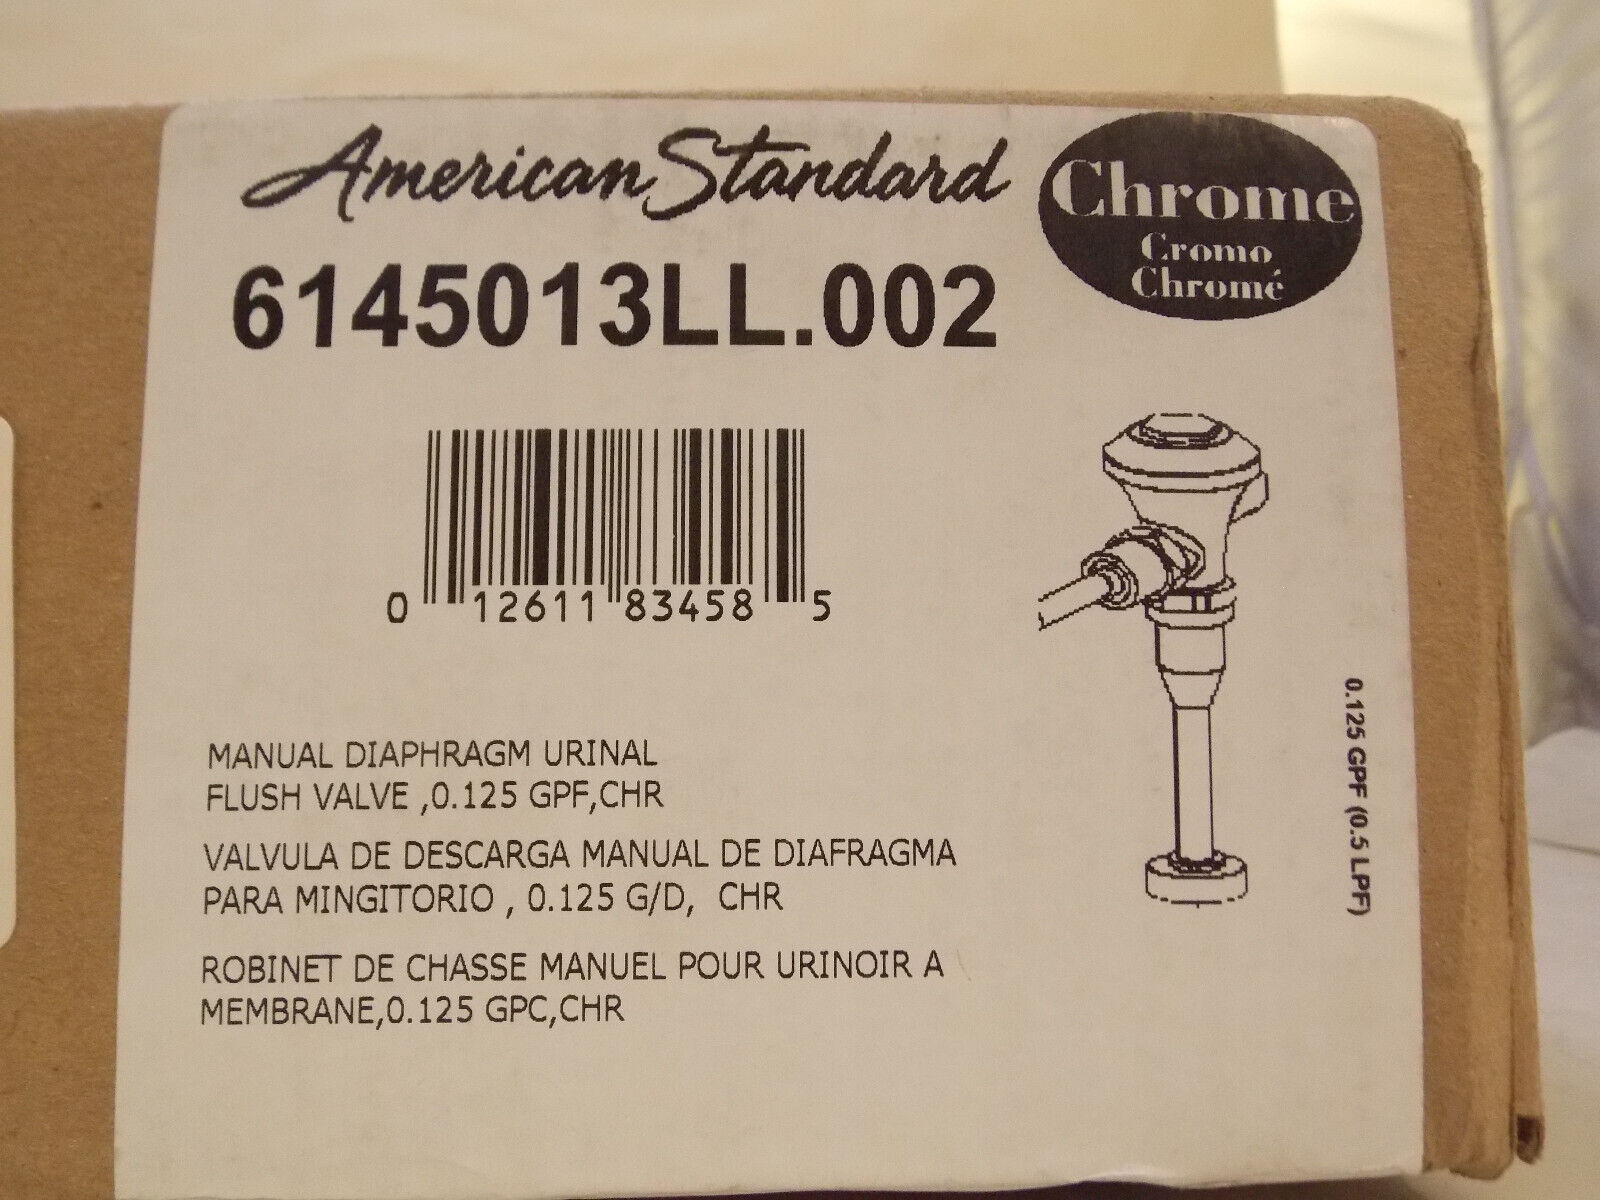 American Standard
Chrome
Cromo
Chromé
6145013LL.002
0 12611 83458 5
0.125 GPF (0.5 LPF)
MANUAL DIAPHRAGM URINAL
FLUSH VALVE ,0.125 GPF,CHR
VALVULA DE DESCARGA MANUAL DE DIAFRAGMA
PARA MINGITORIO , 0.125 G/D, CHR
ROBINET DE CHASSE MANUEL POUR URINOIR A
MEMBRANE,0.125 GPC,CHR